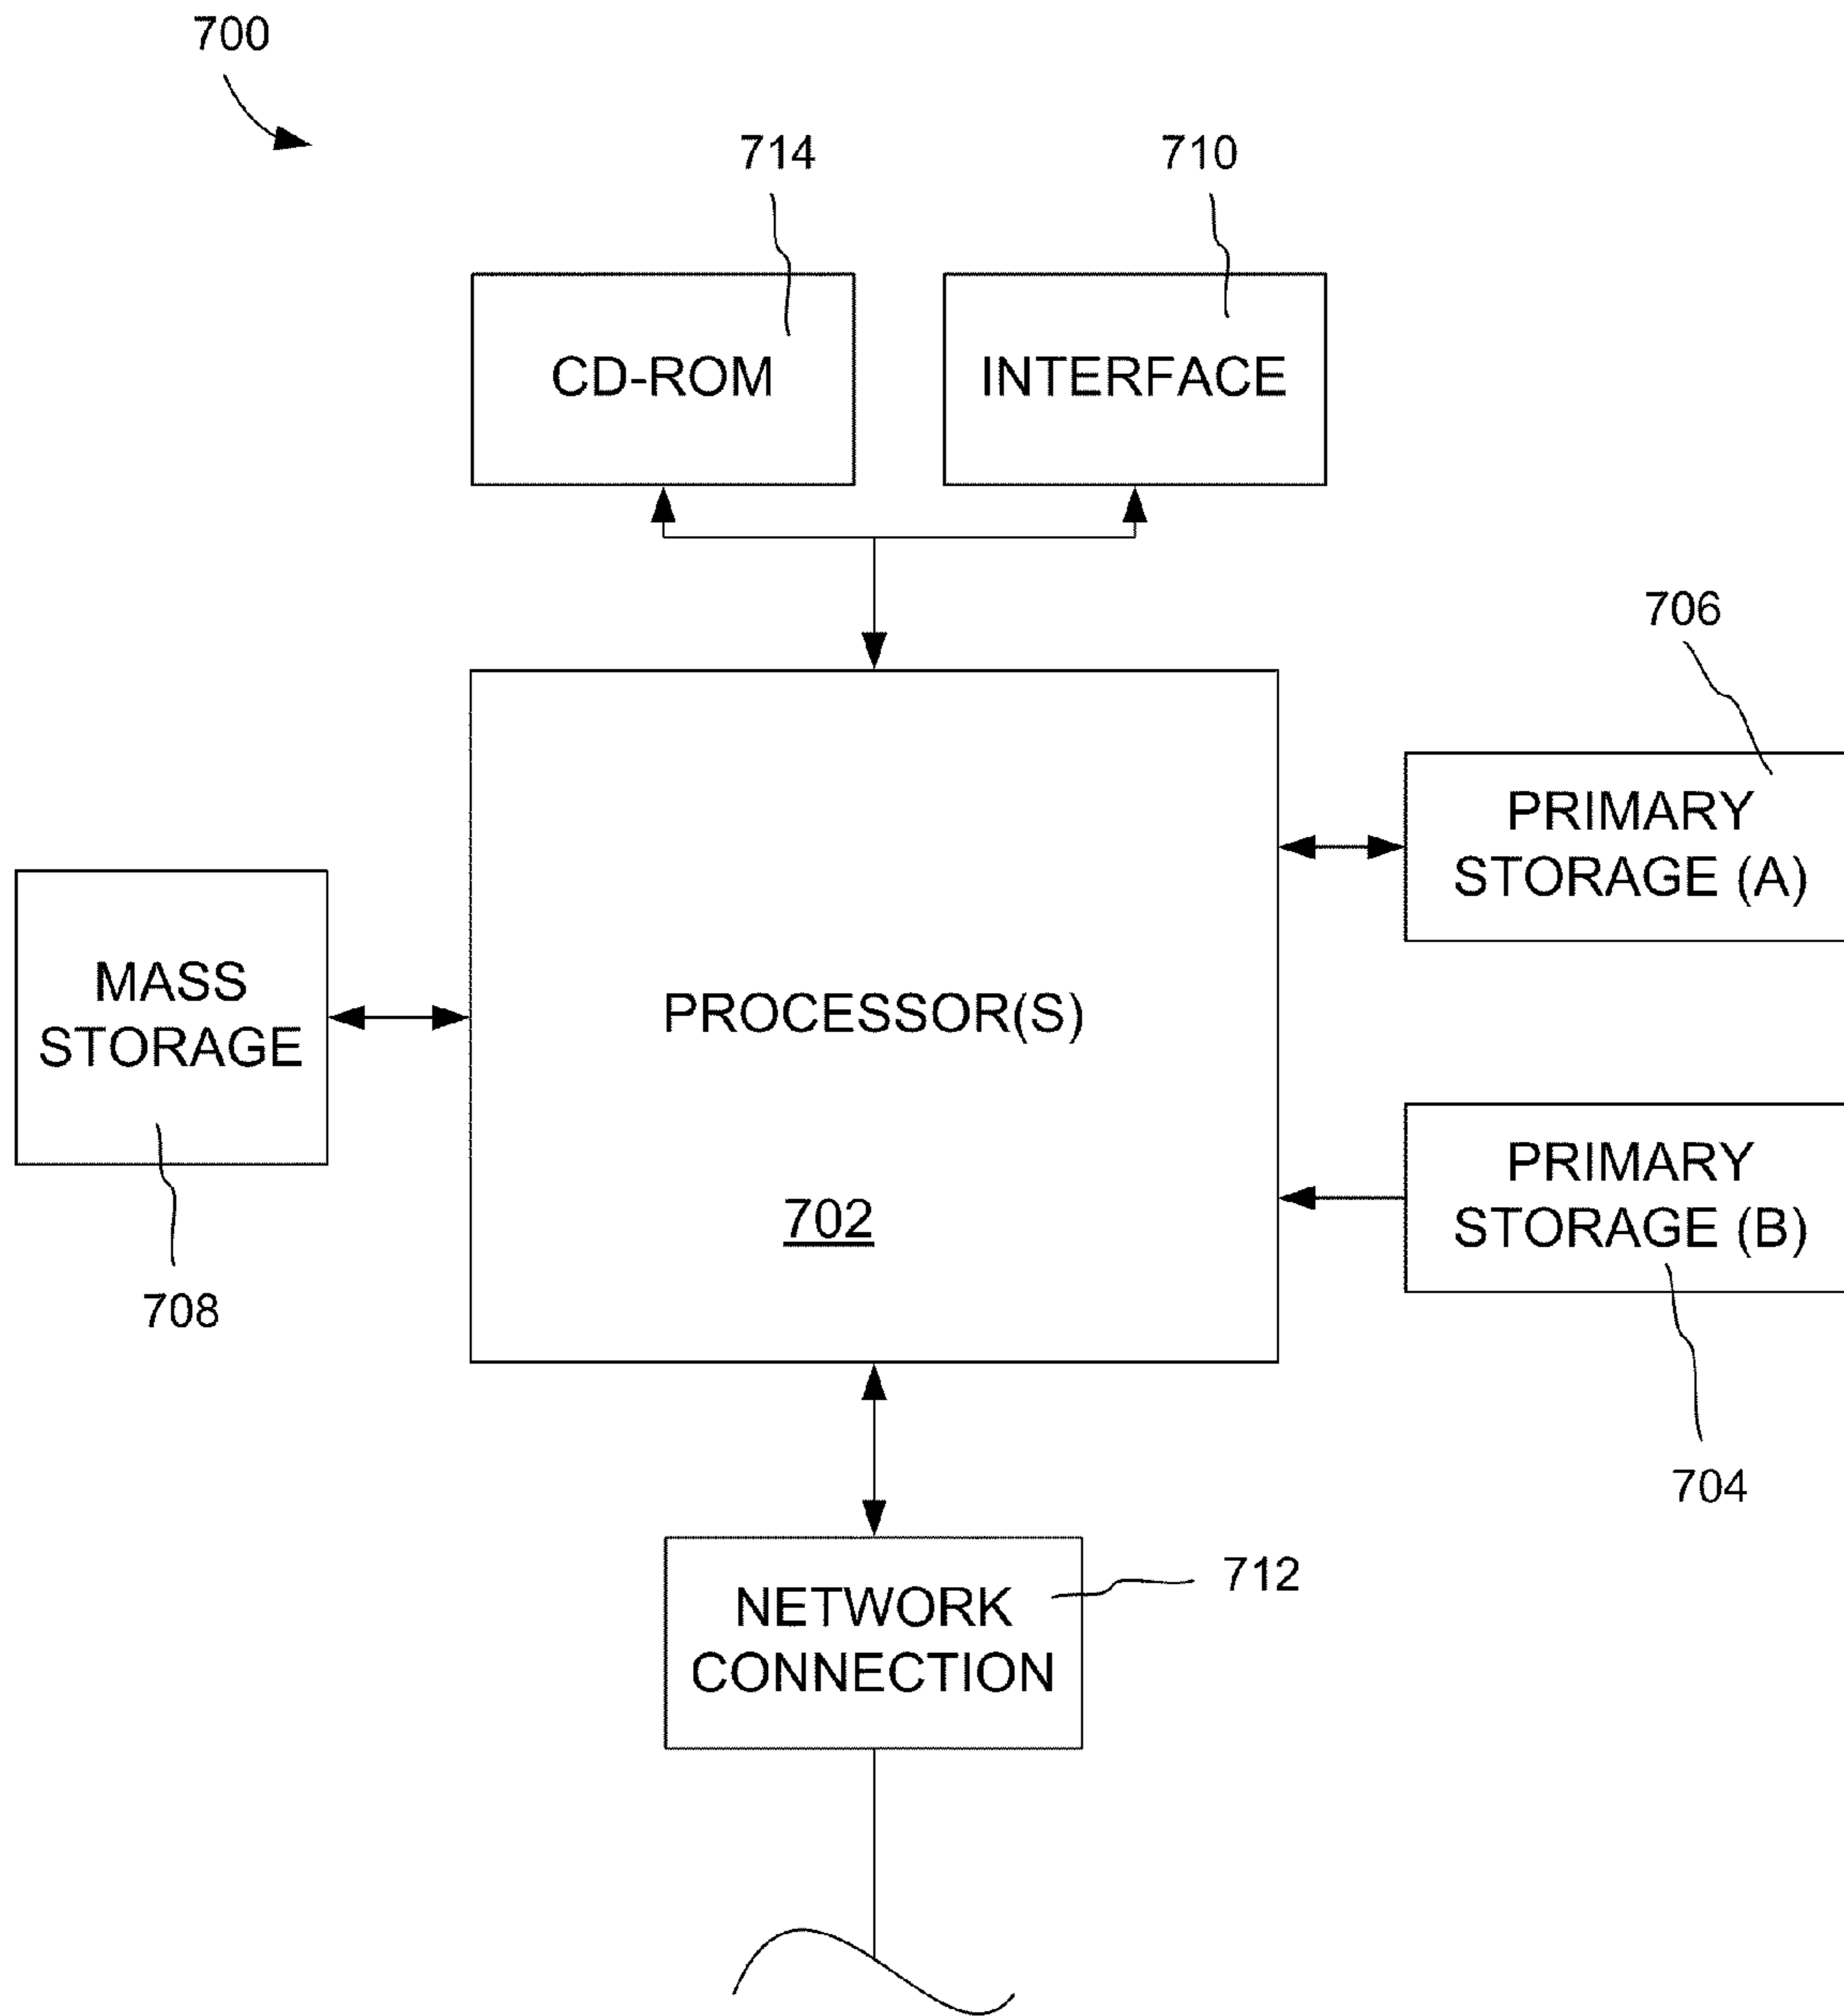 700
714
710
CD-ROM
INTERFACE
706
PRIMARY
STORAGE (A)
MASS
STORAGE
PROCESSOR(S)
702
708
PRIMARY
STORAGE (B)
704
712
NETWORK
CONNECTION